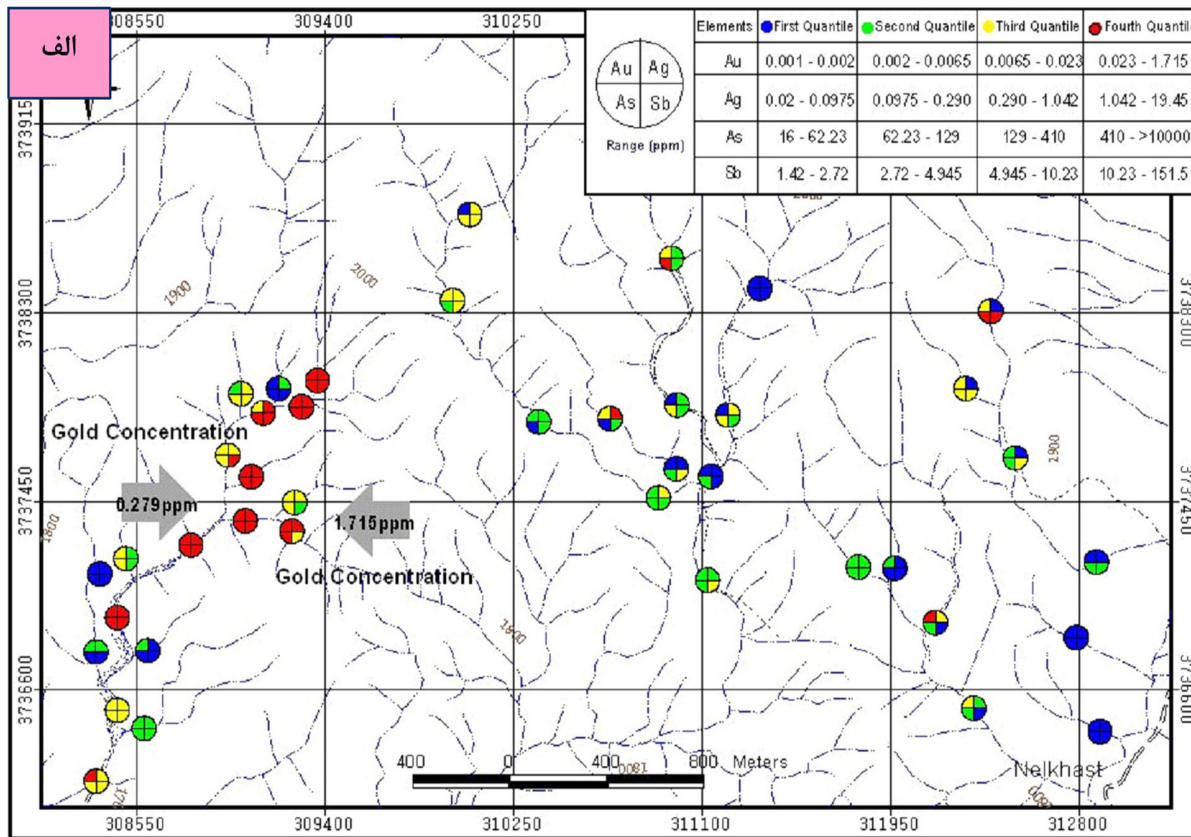 308550 309400 310250
الف
Elements First Quantile Second Quantile Third Quantile Fourth Quantil
Au 0.001 - 0.002 0.002 - 0.0065 0.0065 - 0.023 0.023 - 1.715
Ag 0.02 - 0.0975 0.0975 - 0.290 0.290 - 1.042 1.042 - 19.45
As 16 - 62.23 62.23 - 129 129 - 410 410 - >10000
Sb 1.42 - 2.72 2.72 - 4.945 4.945 - 10.23 10.23 - 151.5
Au Ag
As Sb
Range (ppm)
373915
3738300
3738300
1900
2000
Gold Concentration
0.279ppm
1.715ppm
Gold Concentration
3737450
3737450
1800
1900
1800
3736600
3736600
400 0 400 800 Meters
1800
Nelkhast
308550 309400 310250 311100 311950 312800